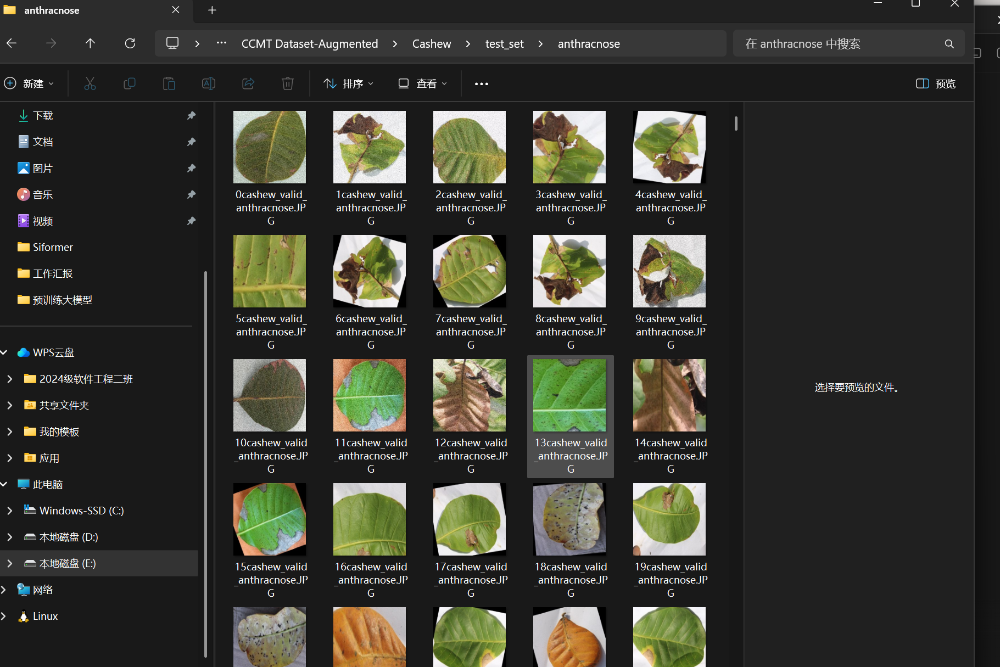 anthracnose
CCMT Dataset-Augmented > Cashew > test_set > anthracnose
在 anthracnose 中搜索
新建
排序
查看
预览
下载
文档
图片
音乐
视频
Siformer
工作汇报
预训练大模型
WPS云盘
2024级软件工程二班
共享文件夹
我的模板
应用
此电脑
Windows-SSD (C:)
本地磁盘 (D:)
本地磁盘 (E:)
网络
Linux
0cashew_valid_
anthracnose.JP
G
1cashew_valid_
anthracnose.JP
G
2cashew_valid_
anthracnose.JP
G
3cashew_valid_
anthracnose.JP
G
4cashew_valid_
anthracnose.JP
G
5cashew_valid_
anthracnose.JP
G
6cashew_valid_
anthracnose.JP
G
7cashew_valid_
anthracnose.JP
G
8cashew_valid_
anthracnose.JP
G
9cashew_valid_
anthracnose.JP
G
10cashew_valid
_anthracnose.JP
G
11cashew_valid
_anthracnose.JP
G
12cashew_valid
_anthracnose.JP
G
13cashew_valid
_anthracnose.JP
G
14cashew_valid
_anthracnose.JP
G
15cashew_valid
_anthracnose.JP
G
16cashew_valid
_anthracnose.JP
G
17cashew_valid
_anthracnose.JP
G
18cashew_valid
_anthracnose.JP
G
19cashew_valid
_anthracnose.JP
G
选择要预览的文件。